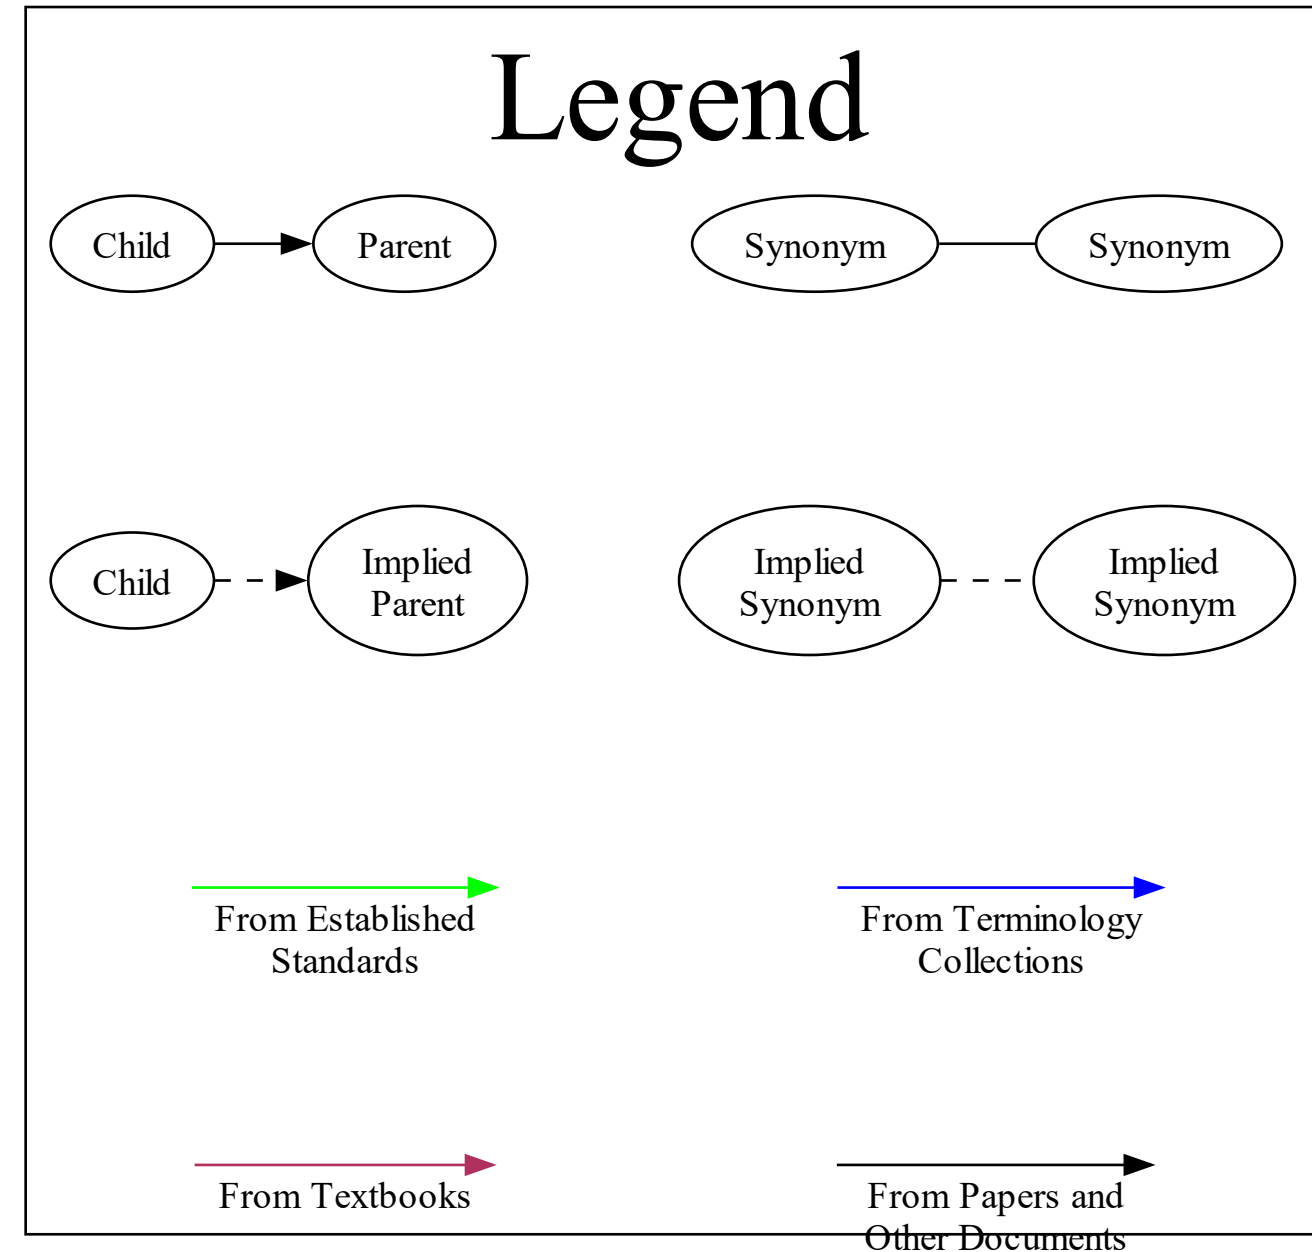 Legend
Child
Parent
Synonym
Synonym
Child
Implied
Parent
Implied
Synonym
Implied
Synonym
From Established
Standards
From Terminology
Collections
From Textbooks
From Papers and
Other Documents